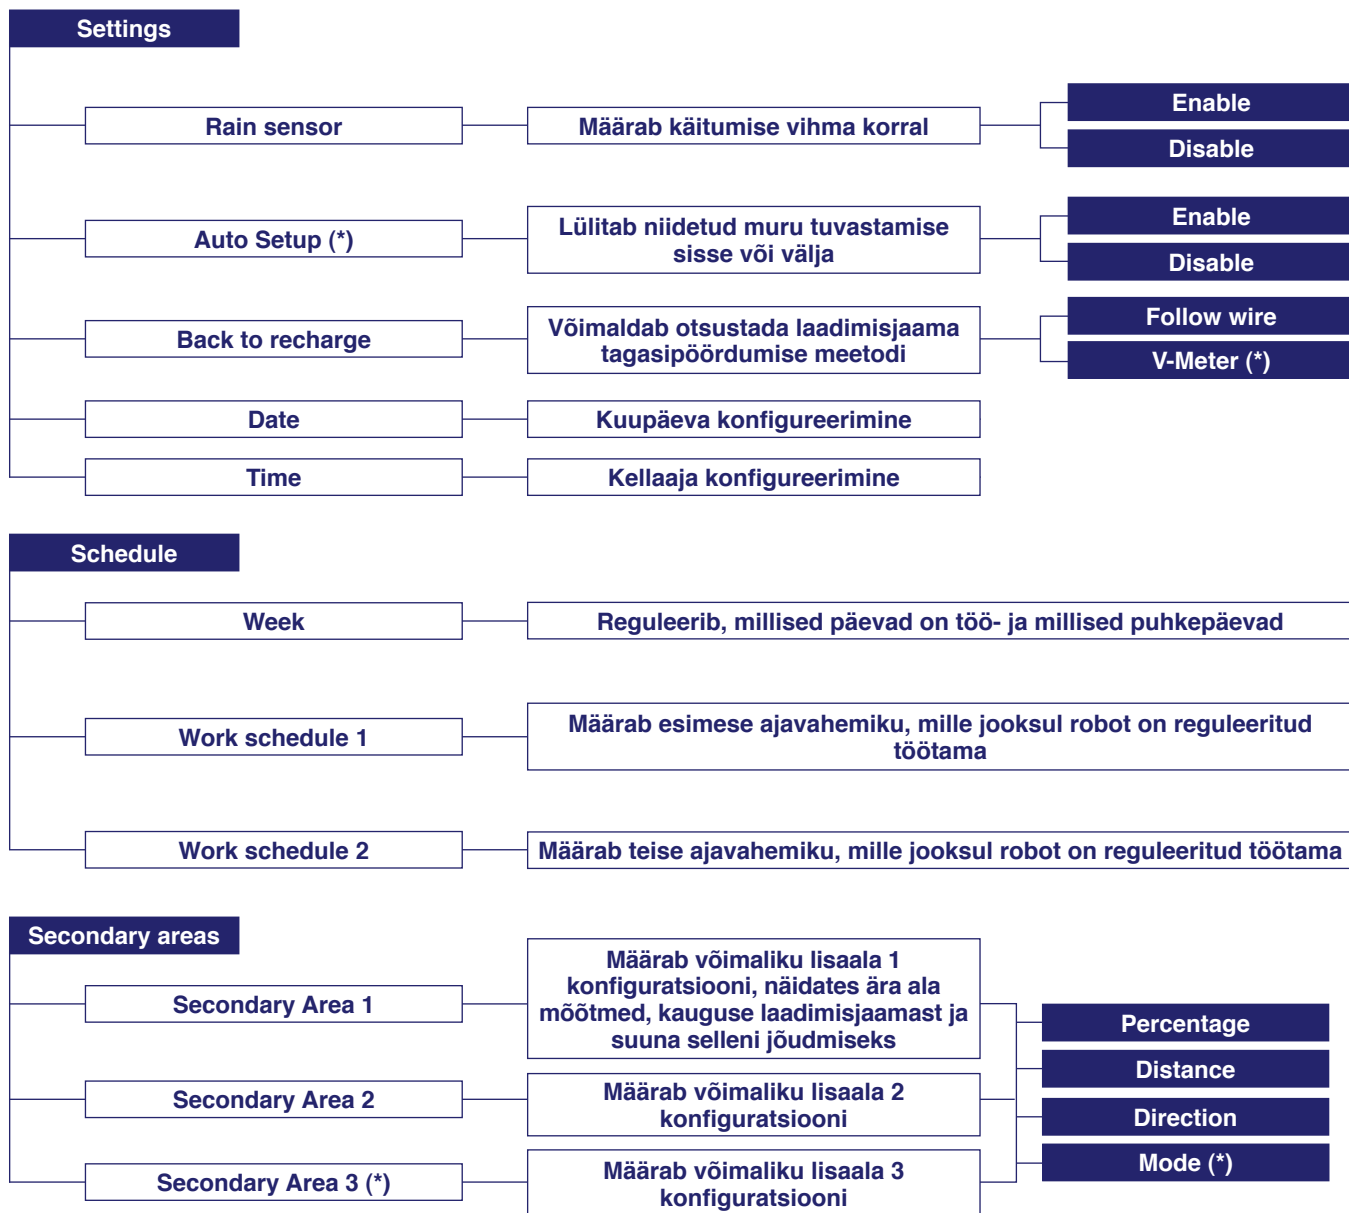 Settings
Rain sensor
Määrab käitumise vihma korral
Enable
Disable
Auto Setup (*)
Lülitab niidetud muru tuvastamise
sisse või välja
Enable
Disable
Back to recharge
Võimaldab otsustada laadimisjaama
tagasipöördumise meetodi
Follow wire
V-Meter (*)
Date
Kuupäeva konfigureerimine
Time
Kellaaja konfigureerimine
Schedule
Week
Reguleerib, millised päevad on töö- ja millised puhkepäevad
Work schedule 1
Määrab esimese ajavahemiku, mille jooksul robot on reguleeritud
töötama
Work schedule 2
Määrab teise ajavahemiku, mille jooksul robot on reguleeritud töötama
Secondary areas
Secondary Area 1
Määrab võimaliku lisaala 1
konfiguratsiooni, näidates ära ala
mõõtmed, kauguse laadimisjaamast ja
suuna selleni jõudmiseks
Secondary Area 2
Määrab võimaliku lisaala 2
konfiguratsiooni
Secondary Area 3 (*)
Määrab võimaliku lisaala 3
konfiguratsiooni
Percentage
Distance
Direction
Mode (*)